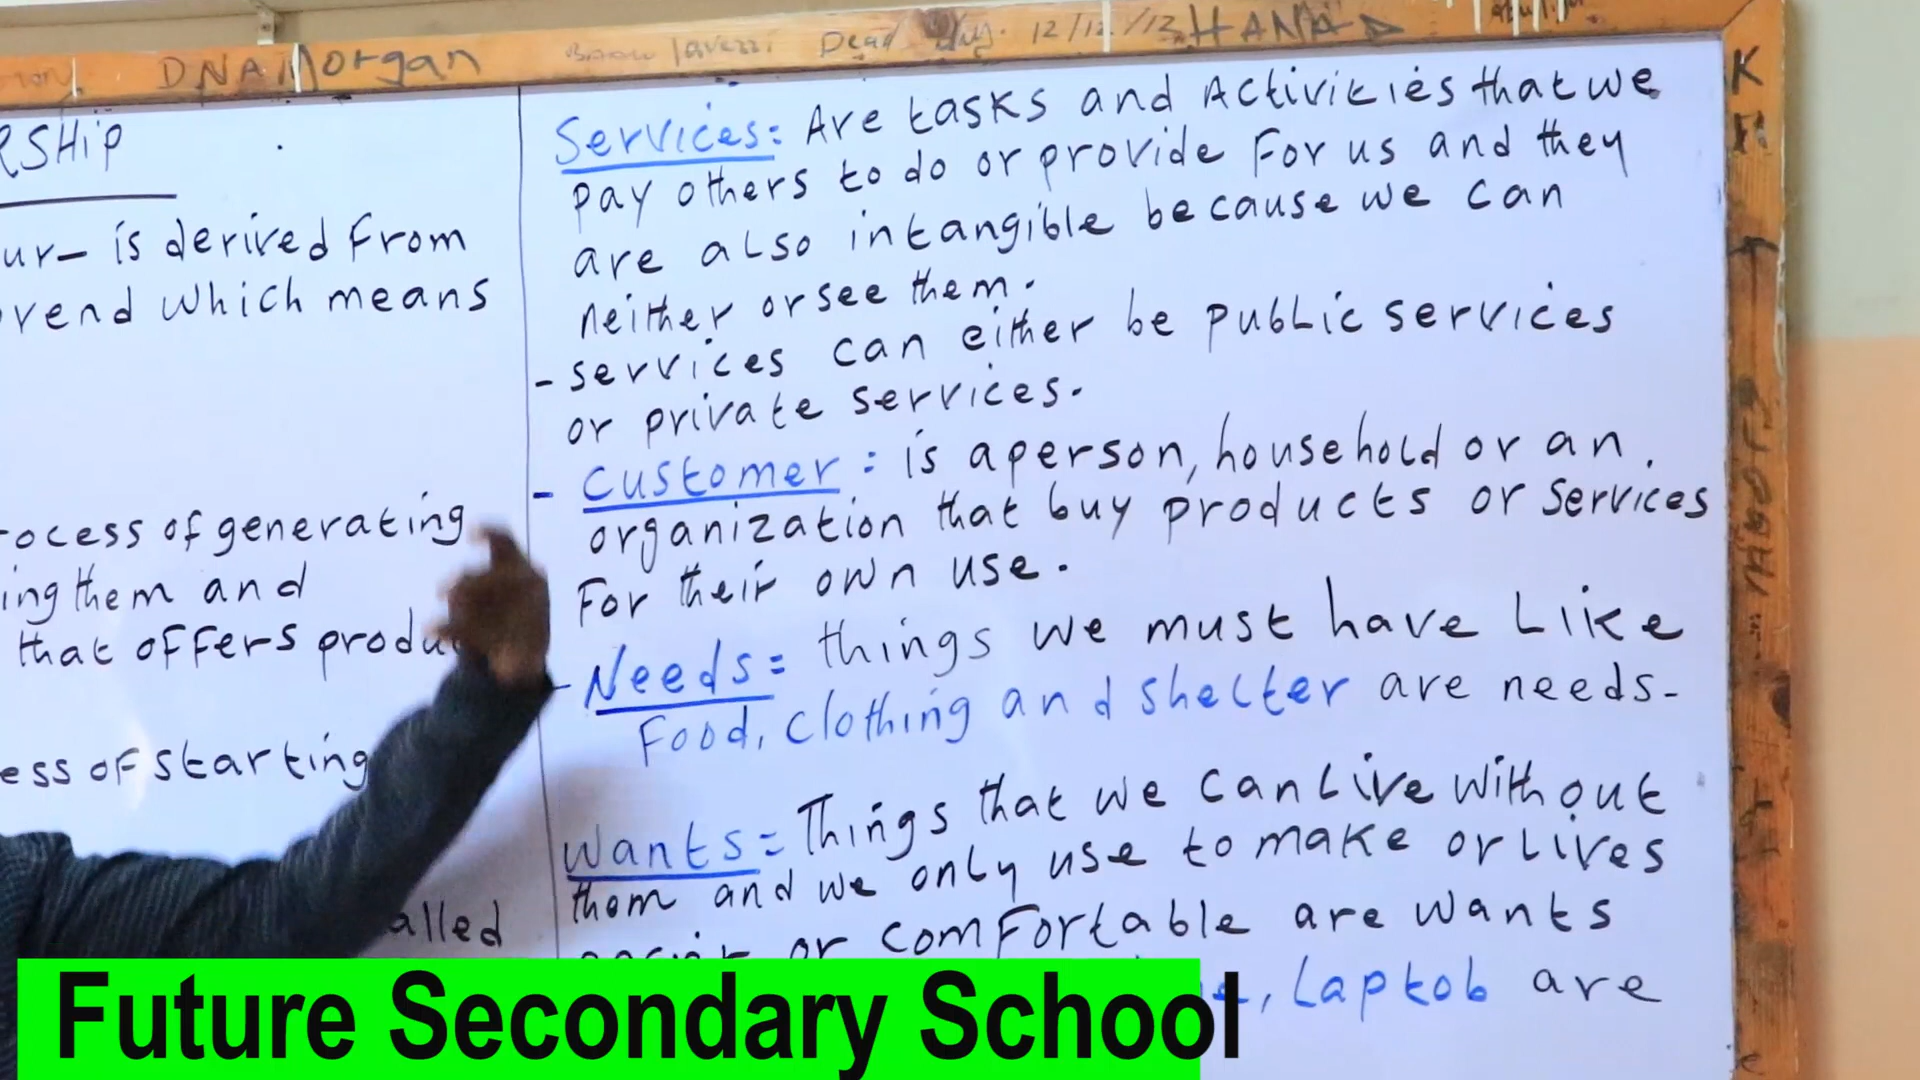 DNA Morgan
Dead Day. 12/12/13 HANAD
RSHiP
ur- is derived From
vend which means
rocess of generating
ing them and
that offers produ
ess of starting
alled
Services: Are tasks and Activities that we
pay others to do or provide For us and they
are also intangible because we can
neither or see them.
- services can either be public services
or private services.
- Customer: is a person, household or an.
organization that buy products or services
For their own use.
- Needs= things we must have Like
Food, clothing and shelter are needs-
Wants= Things that we can Live without
them and we only use to make or lives
or comfortable are wants
, Laptob are
K
Future Secondary School